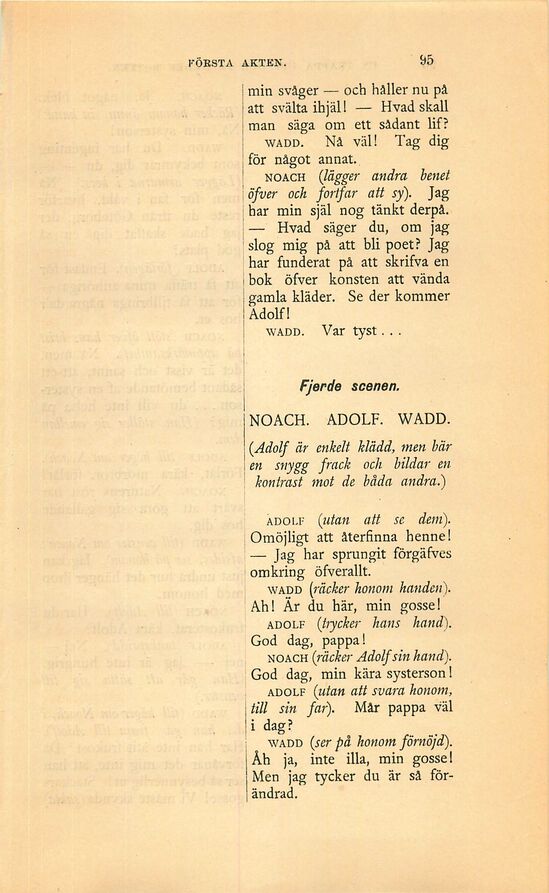 FÖRSTA AKTEN. 95
min svåger — och håller nu på
att svälta ihjäl! — Hvad skall
man säga om ett sådant lif?
WADD. Nå väl! Tag dig
för något annat.
NOACH (lägger andra benet
öfver och fortfar att sy). Jag
har min själ nog tänkt derpå.
— Hvad säger du, om jag
slog mig på att bli poet? Jag
har funderat på att skrifva en
bok öfver konsten att vända
gamla kläder. Se der kommer
Adolf!
WADD. Var tyst . . .
Fjerde scenen.
NOACH. ADOLF. WADD.
(Adolf är enkelt klädd, men bär
en snygg frack och bildar en
kontrast mot de båda andra.)
ADOLF (utan att se dem).
Omöjligt att återfinna henne!
— Jag har sprungit förgäfves
omkring öfverallt.
WADD (räcker honom handen).
Ah! Är du här, min gosse!
ADOLF (trycker hans hand).
God dag, pappa!
NOACH (räcker Adolf sin hand).
God dag, min kära systerson!
ADOLF (utan att svara honom,
till sin far). Mår pappa väl
i dag?
WADD (ser på honom förnöjd).
Åh ja, inte illa, min gosse!
Men jag tycker du är så för-
ändrad.